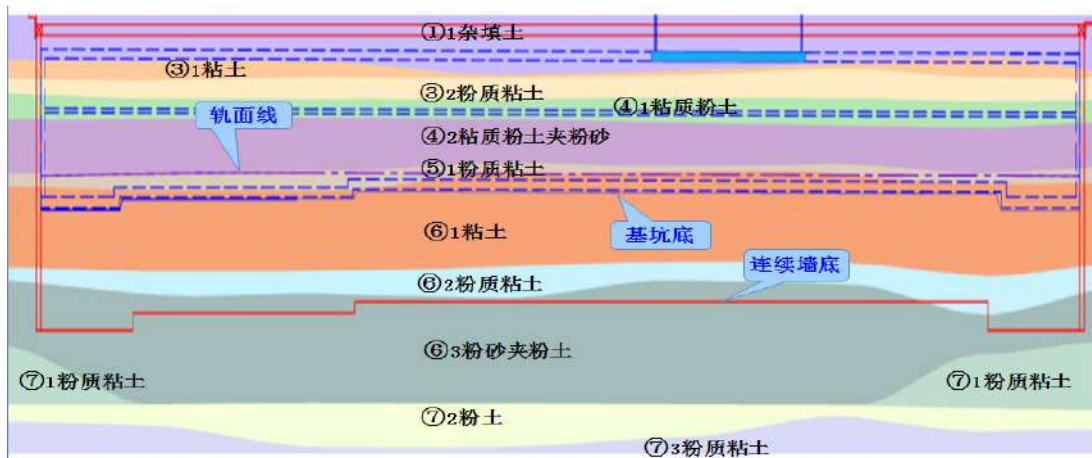 ①1杂填土
③1粘土
③2粉质粘土
④1粘质粉土
轨面线
④2粘质粉土夹粉砂
⑤1粉质粘土
⑥1粘土
基坑底
连续墙底
⑥2粉质粘土
⑥3粉砂夹粉土
⑦1粉质粘土
⑦1粉质粘土
⑦2粉土
⑦3粉质粘土